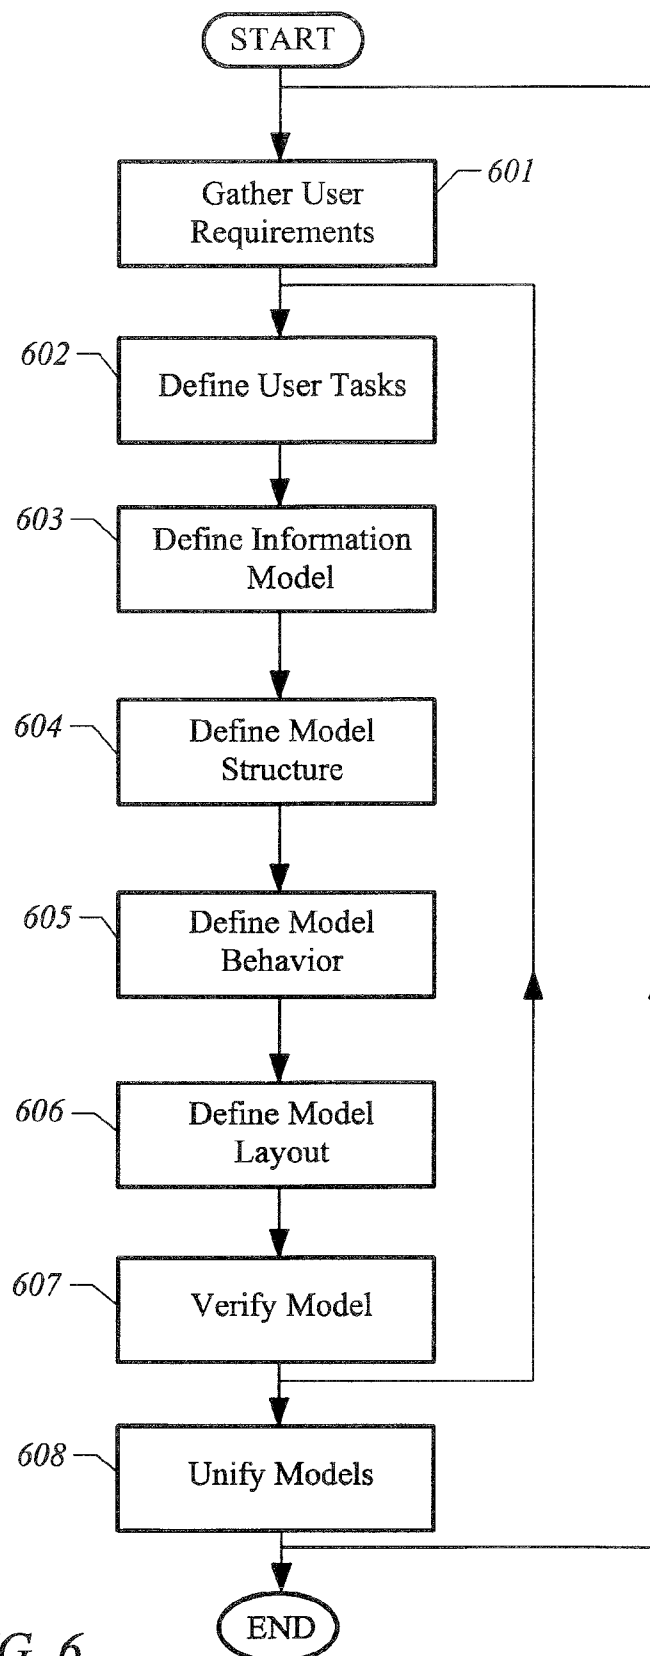 START
601
Gather User
Requirements
602
Define User Tasks
603
Define Information
Model
604
Define Model
Structure
605
Define Model
Behavior
606
Define Model
Layout
607
Verify Model
608
Unify Models
END
G. 6